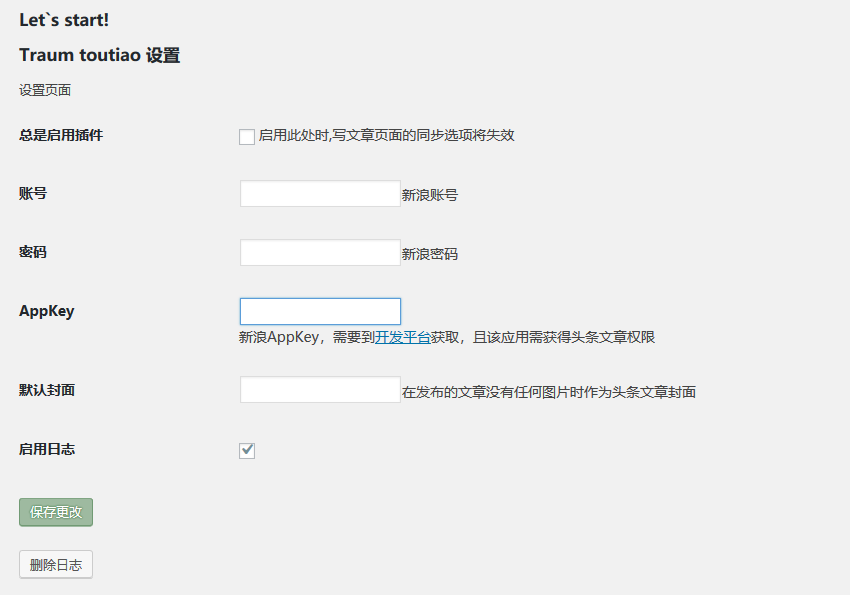 Let`s start!
Traum toutiao 设置
设置页面
总是启用插件
启用此处时,写文章页面的同步选项将失效
账号
新浪账号
密码
新浪密码
AppKey
新浪AppKey，需要到开发平台获取，且该应用需获得头条文章权限
默认封面
在发布的文章没有任何图片时作为头条文章封面
启用日志
保存更改
删除日志